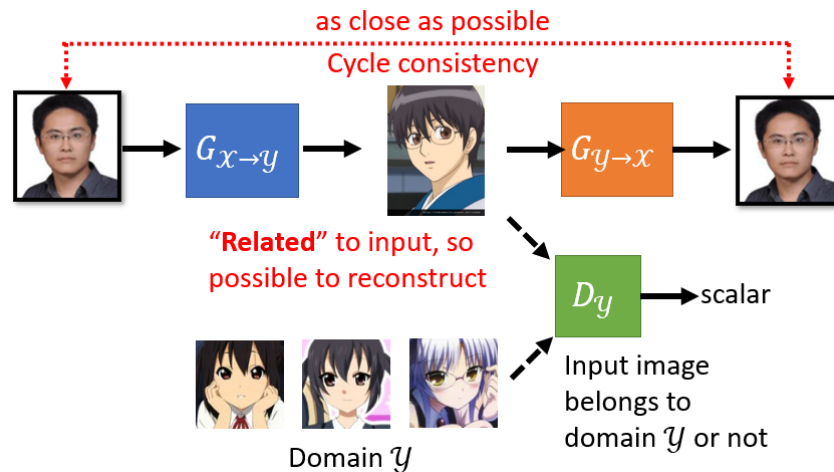 as close as possible
Cycle consistency
G𝒳→𝒴
G𝒴→𝒳
“Related” to input, so
possible to reconstruct
D𝒴
scalar
Input image
belongs to
domain 𝒴 or not
Domain 𝒴